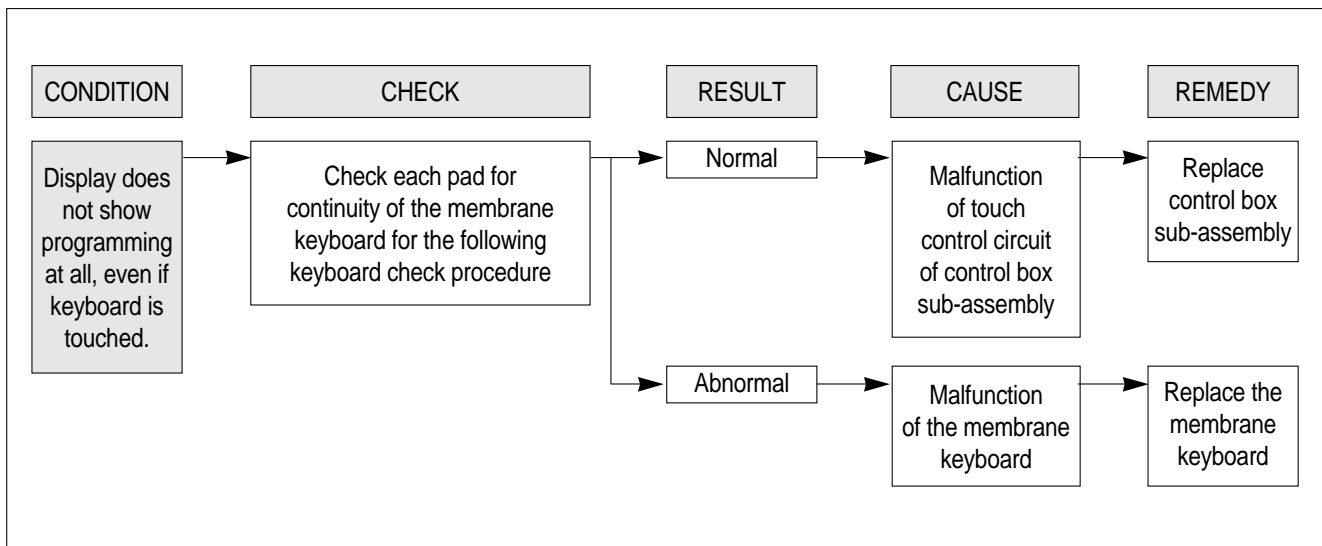 CONDITION
CHECK
RESULT
CAUSE
REMEDY
Display does
not show
programming
at all, even if
keyboard is
touched.
Check each pad for
continuity of the membrane
keyboard for the following
keyboard check procedure
Normal
Malfunction
of touch
control circuit
of control box
sub-assembly
Replace
control box
sub-assembly
Abnormal
Malfunction
of the membrane
keyboard
Replace the
membrane
keyboard